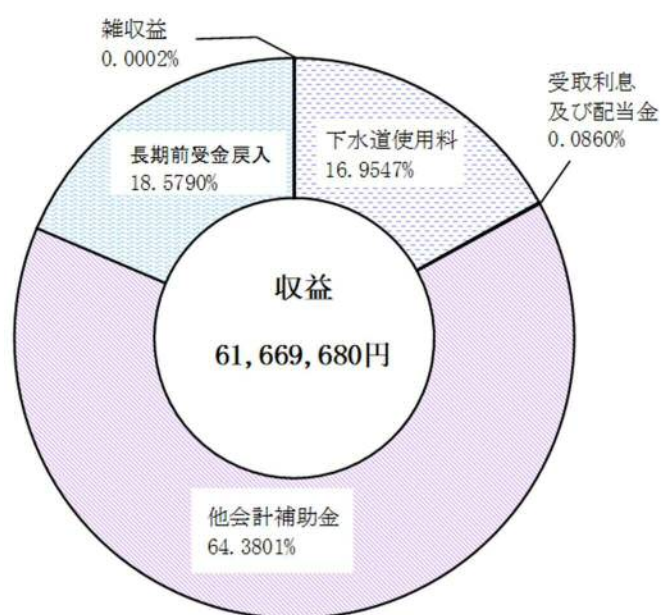 雑収益
0.0002%
受取利息
及び配当金
0.0860%
下水道使用料
16.9547%
長期前受金戻入
18.5790%
収益
61,669,680円
他会計補助金
64.3801%